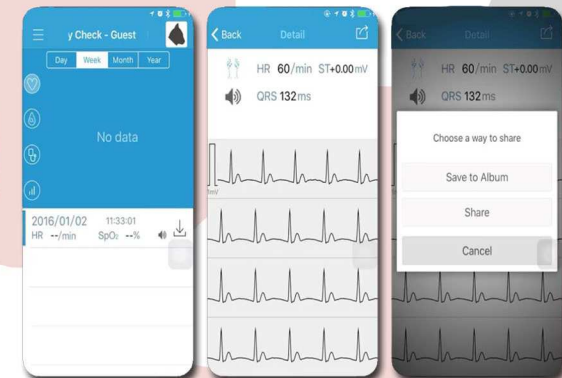 y Check - Guest
Day Week Month Year
No data
2016/01/02 11:33:01
HR --/min SpO₂ --%
Back Detail
HR 60/min ST+0.00mV
QRS 132ms
1mV
Back Detail
HR 60/min ST+0.00mV
QRS 132ms
Choose a way to share
Save to Album
Share
Cancel